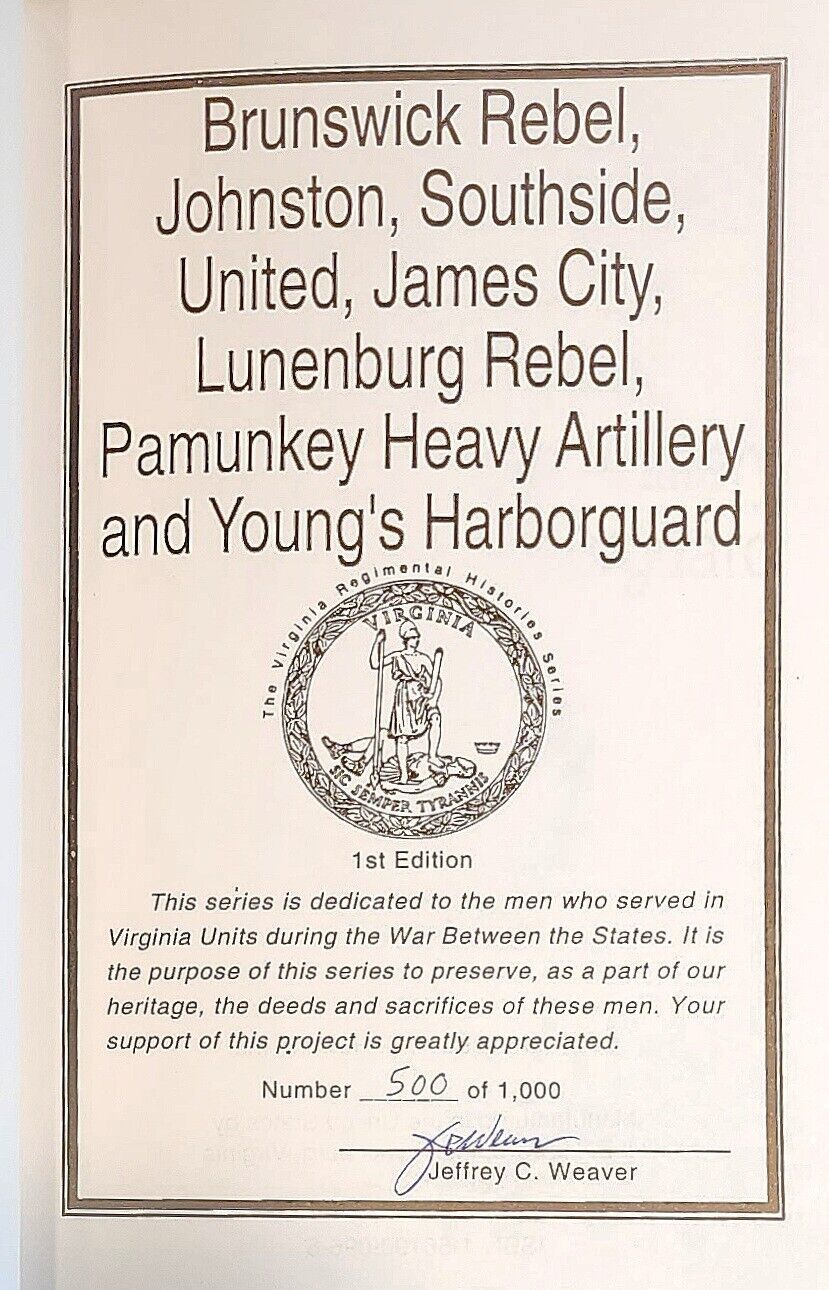 Brunswick Rebel,
Johnston, Southside,
United, James City,
Lunenburg Rebel,
Pamunkey Heavy Artillery
and Young's Harborguard
The Virginia Regimental Histories Series
VIRGINIA
SIC SEMPER TYRANNIS
1st Edition
This series is dedicated to the men who served in
Virginia Units during the War Between the States. It is
the purpose of this series to preserve, as a part of our
heritage, the deeds and sacrifices of these men. Your
support of this project is greatly appreciated.
Number 500 of 1,000
Jeffrey C. Weaver